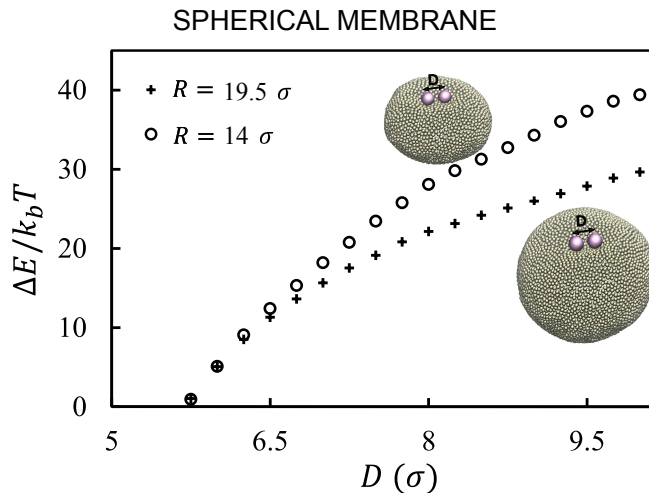 SPHERICAL MEMBRANE
R = 19.5 σ
R = 14 σ
D
D
ΔE/k_bT
40
30
20
10
0
5
6.5
8
9.5
D (σ)